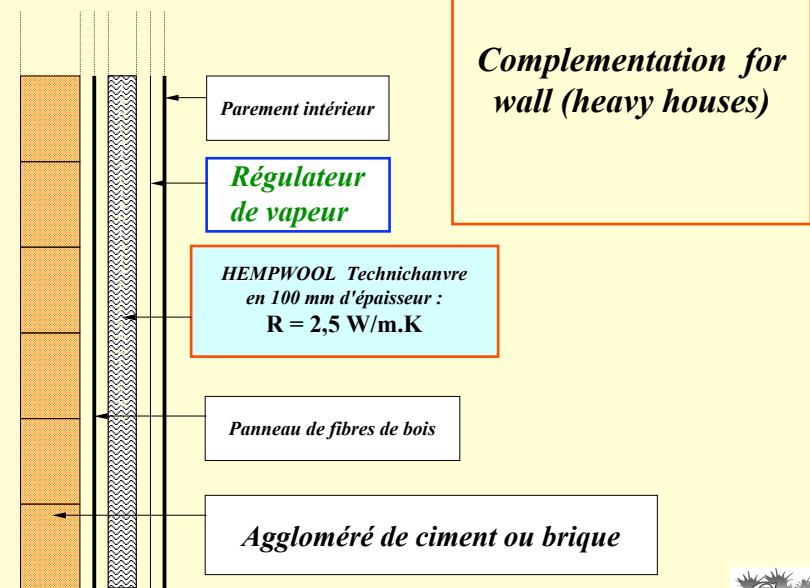 Complementation for
wall (heavy houses)
Parement intérieur
Régulateur
de vapeur
HEMPWOOL Technichanvre
en 100 mm d'épaisseur :
R = 2,5 W/m.K
Panneau de fibres de bois
Aggloméré de ciment ou brique